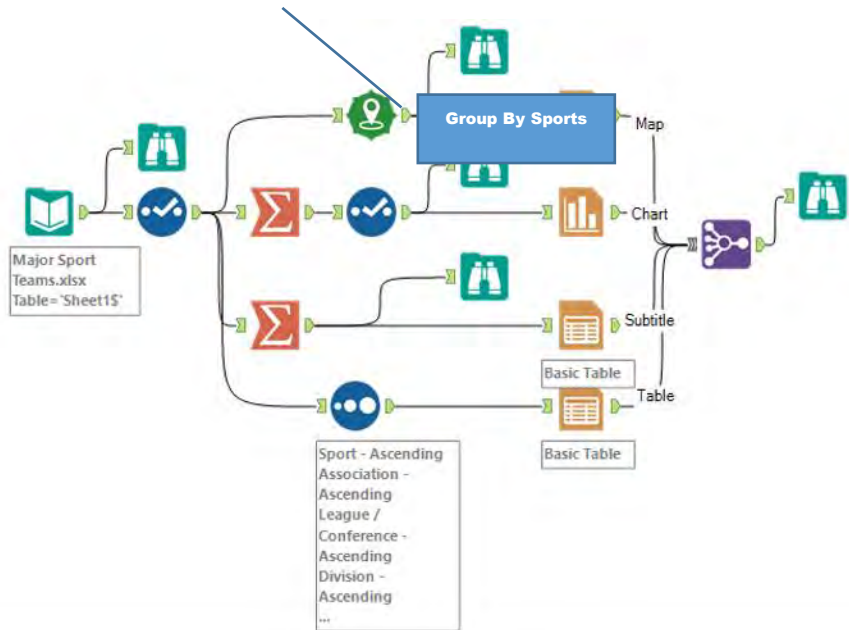 Group By Sports
Map
Chart
Major Sport
Teams.xlsx
Table=`Sheet1$`
Subtitle
Basic Table
Table
Sport - Ascending
Association -
Ascending
League /
Conference -
Ascending
Division -
Ascending
...
Basic Table